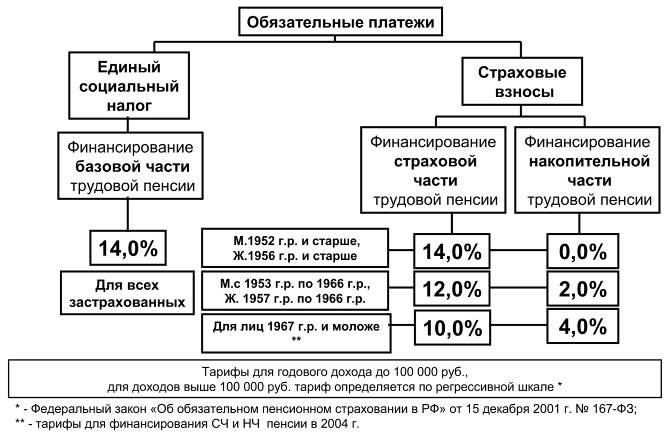 Обязательные платежи
Единый
социальный
налог
Страховые
взносы
Финансирование
базовой части
трудовой пенсии
Финансирование
страховой
части
трудовой пенсии
Финансирование
накопительной
части
трудовой пенсии
14,0%
Для всех
застрахованных
М.1952 г.р. и старше,
Ж.1956 г.р. и старше
14,0%
0,0%
М.с 1953 г.р. по 1966 г.р.,
Ж. 1957 г.р. по 1966 г.р.
12,0%
2,0%
Для лиц 1967 г.р. и моложе
**
10,0%
4,0%
Тарифы для годового дохода до 100 000 руб.,
для доходов выше 100 000 руб. тариф определяется по регрессивной шкале *
* - Федеральный закон «Об обязательном пенсионном страховании в РФ» от 15 декабря 2001 г. № 167-ФЗ;
** - тарифы для финансирования СЧ и НЧ пенсии в 2004 г.